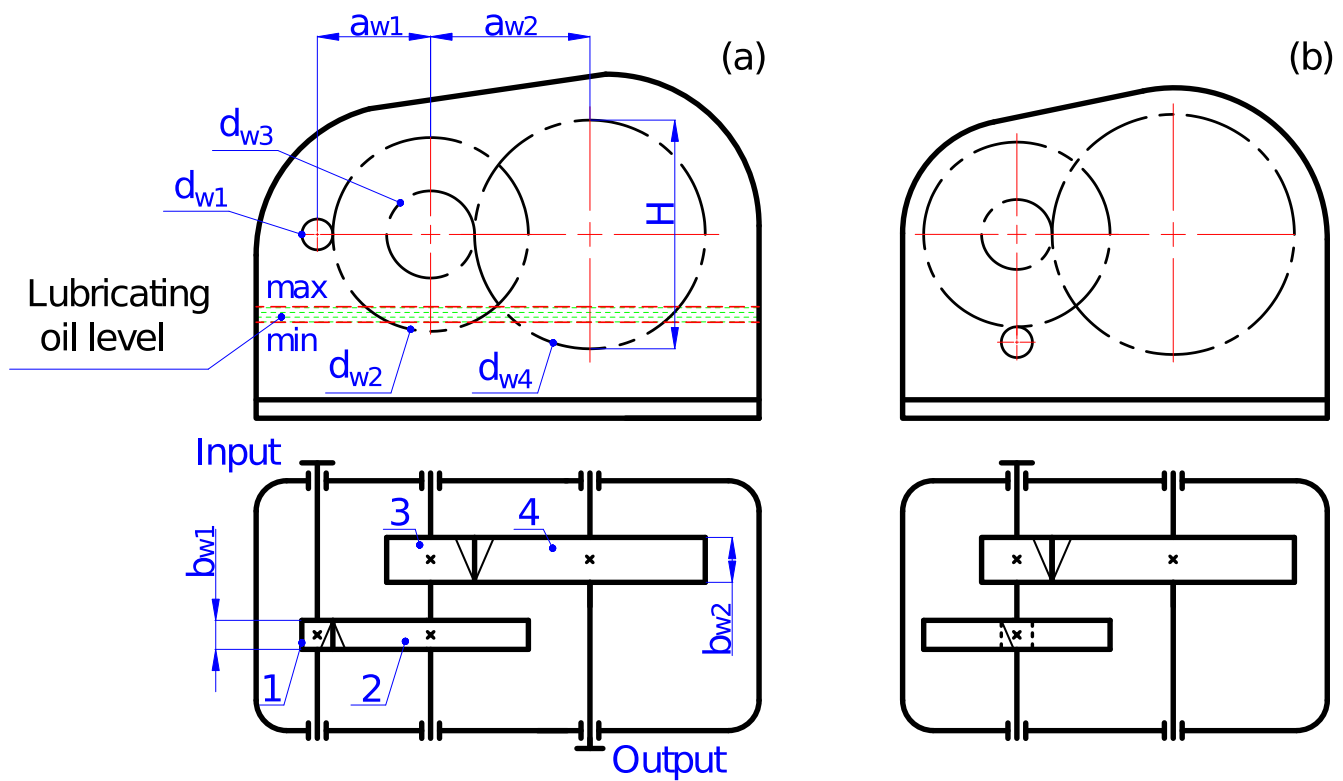 aw1
aw2
(a)
(b)
dw3
dw1
H
Lubricating
oil level
max
min
dw2
dw4
Input
3
4
bw1
bw2
1
2
Output